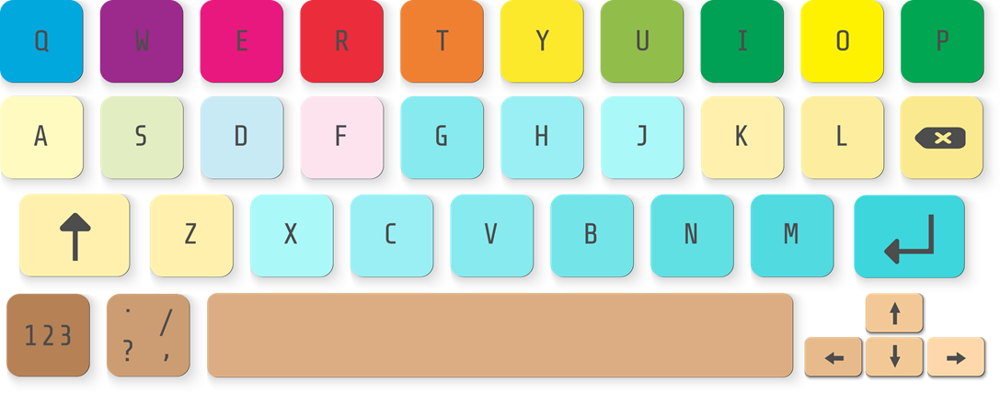 Q W E R T Y U I O P
A S D F G H J K L
Z X C V B N M
123 . / ? ,